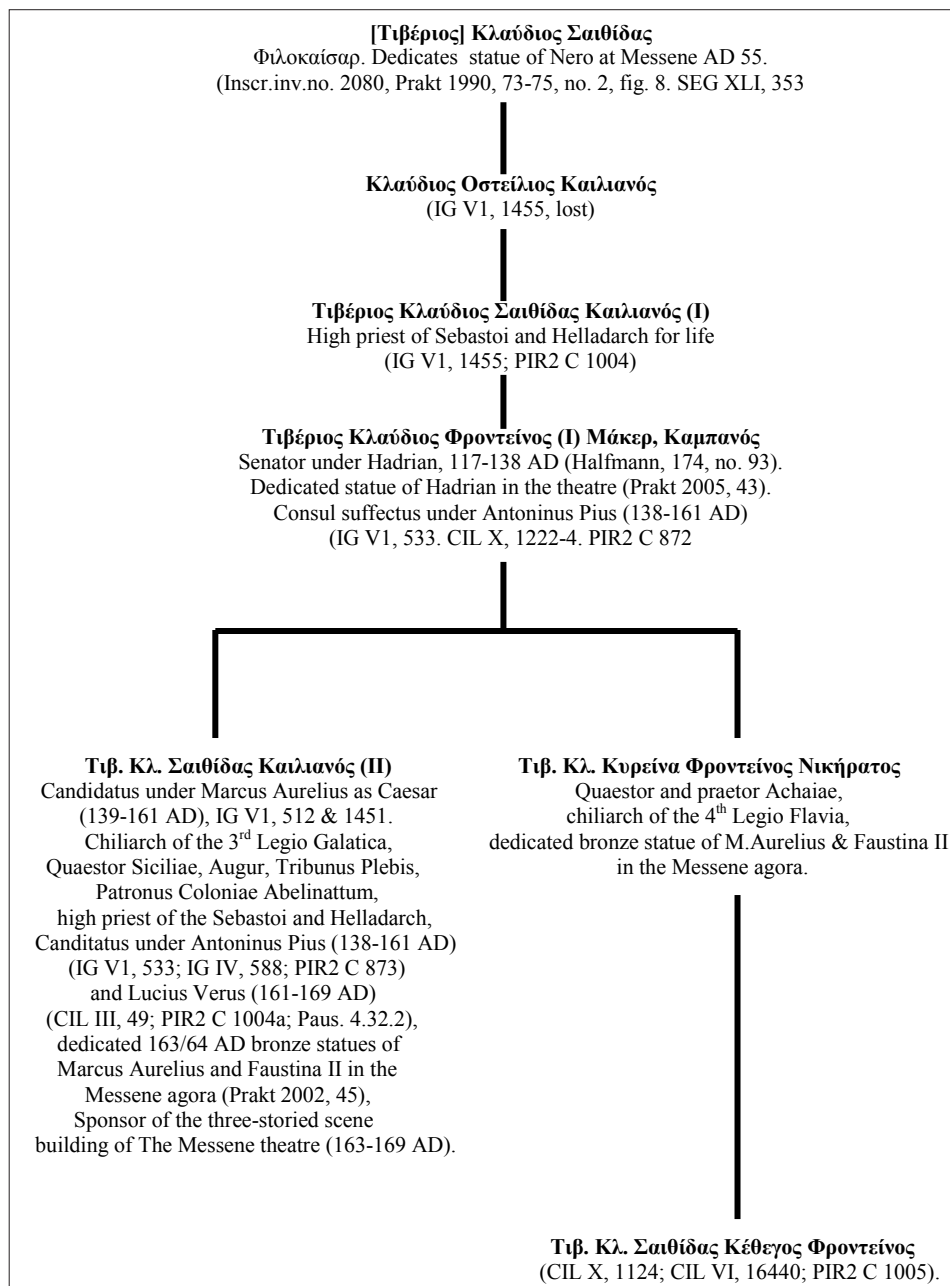 [Τιβέριος] Κλαύδιος Σαιθίδας
Φιλοκαίσαρ. Dedicates statue of Nero at Messene AD 55.
(Inscr.inv.no. 2080, Prakt 1990, 73-75, no. 2, fig. 8. SEG XLI, 353
Κλαύδιος Οστείλιος Καιλιανός
(IG V1, 1455, lost)
Τιβέριος Κλαύδιος Σαιθίδας Καιλιανός (Ι)
High priest of Sebastoi and Helladarch for life
(IG V1, 1455; PIR2 C 1004)
Τιβέριος Κλαύδιος Φροντείνος (Ι) Μάκερ, Καμπανός
Senator under Hadrian, 117-138 AD (Halfmann, 174, no. 93).
Dedicated statue of Hadrian in the theatre (Prakt 2005, 43).
Consul suffectus under Antoninus Pius (138-161 AD)
(IG V1, 533. CIL X, 1222-4. PIR2 C 872
Τιβ. Κλ. Σαιθίδας Καιλιανός (ΙΙ)
Candidatus under Marcus Aurelius as Caesar
(139-161 AD), IG V1, 512 & 1451.
Chiliarch of the 3rd Legio Galatica,
Quaestor Siciliae, Augur, Tribunus Plebis,
Patronus Coloniae Abelinattum,
high priest of the Sebastoi and Helladarch,
Canditatus under Antoninus Pius (138-161 AD)
(IG V1, 533; IG IV, 588; PIR2 C 873)
and Lucius Verus (161-169 AD)
(CIL III, 49; PIR2 C 1004a; Paus. 4.32.2),
dedicated 163/64 AD bronze statues of
Marcus Aurelius and Faustina II in the
Messene agora (Prakt 2002, 45),
Sponsor of the three-storied scene
building of The Messene theatre (163-169 AD).
Τιβ. Κλ. Κυρείνα Φροντείνος Νικήρατος
Quaestor and praetor Achaiae,
chiliarch of the 4th Legio Flavia,
dedicated bronze statue of M.Aurelius & Faustina II
in the Messene agora.
Τιβ. Κλ. Σαιθίδας Κέθεγος Φροντείνος
(CIL X, 1124; CIL VI, 16440; PIR2 C 1005).